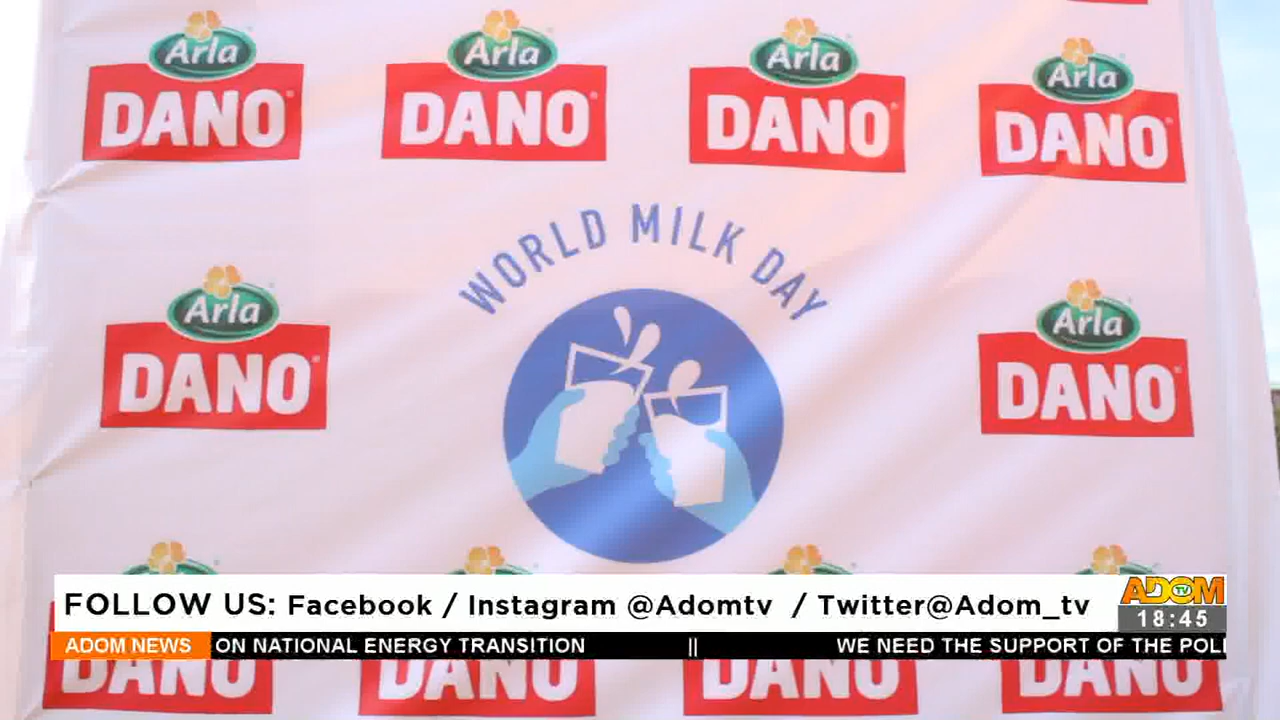 Arla Arla Arla Arla
DANO DANO DANO DANO
WORLD MILK DAY
Arla Arla
DANO DANO
FOLLOW US: Facebook / Instagram @Adomtv / Twitter@Adom_tv
ADOM TV
18:45
ADOM NEWS ON NATIONAL ENERGY TRANSITION || WE NEED THE SUPPORT OF THE POLI
DANO DANO DANO DANO